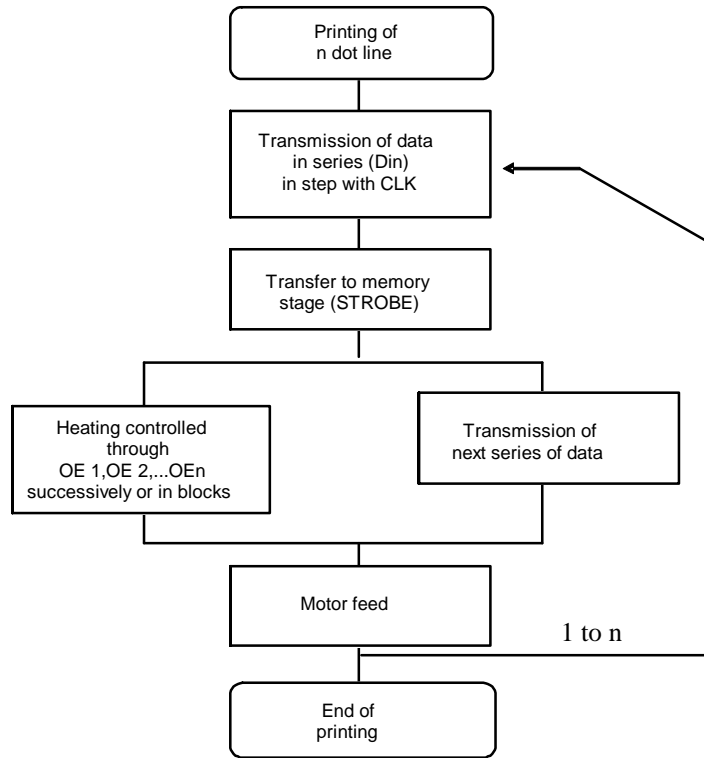 Printing of
n dot line
Transmission of data
in series (Din)
in step with CLK
Transfer to memory
stage (STROBE)
Heating controlled
through
OE 1,OE 2,...OEn
successively or in blocks
Transmission of
next series of data
Motor feed
1 to n
End of
printing